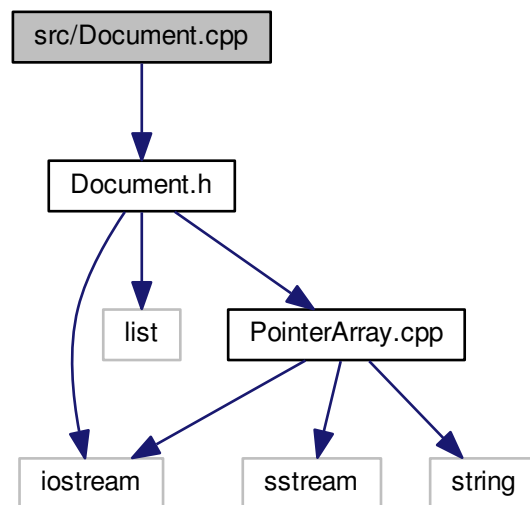 src/Document.cpp
Document.h
list
PointerArray.cpp
iostream
sstream
string